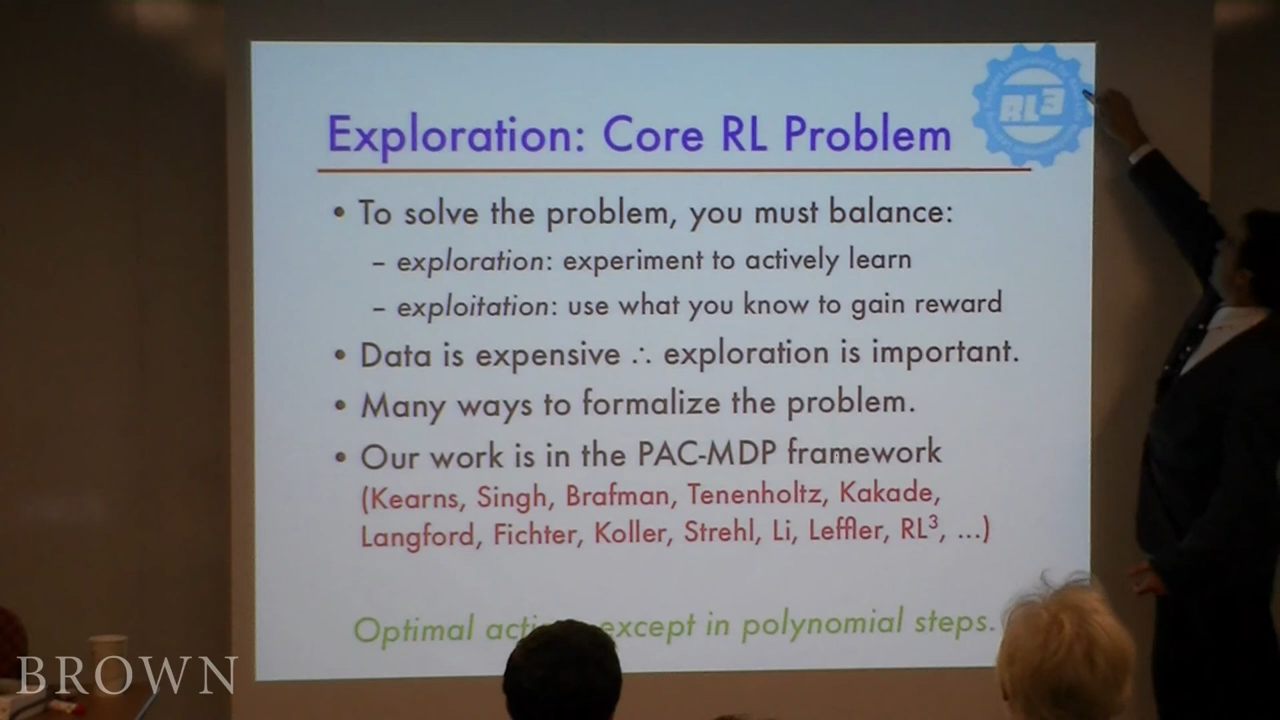 RL3
Exploration: Core RL Problem
• To solve the problem, you must balance:
– exploration: experiment to actively learn
– exploitation: use what you know to gain reward
• Data is expensive ∴ exploration is important.
• Many ways to formalize the problem.
• Our work is in the PAC-MDP framework
(Kearns, Singh, Brafman, Tenenholtz, Kakade,
Langford, Fichter, Koller, Strehl, Li, Leffler, RL³, ...)
Optimal except in polynomial steps.
BROWN